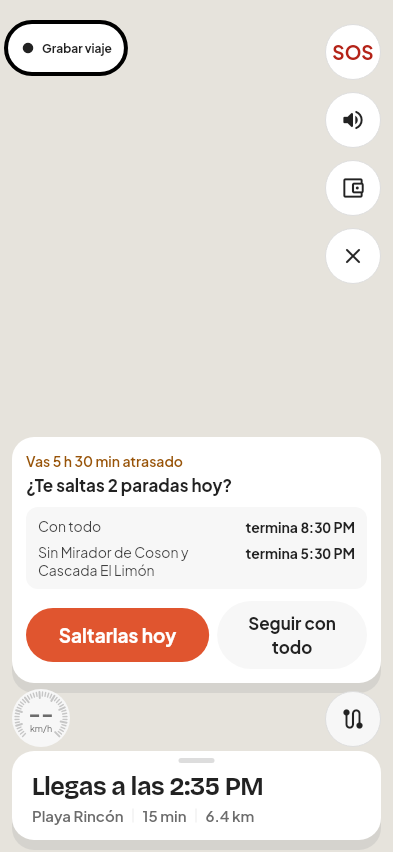 Grabar viaje
SOS
Vas 5 h 30 min atrasado
¿Te saltas 2 paradas hoy?
Con todo termina 8:30 PM
Sin Mirador de Coson y termina 5:30 PM
Cascada El Limón
Saltarlas hoy
Seguir con
todo
--
km/h
Llegas a las 2:35 PM
Playa Rincón 15 min 6.4 km